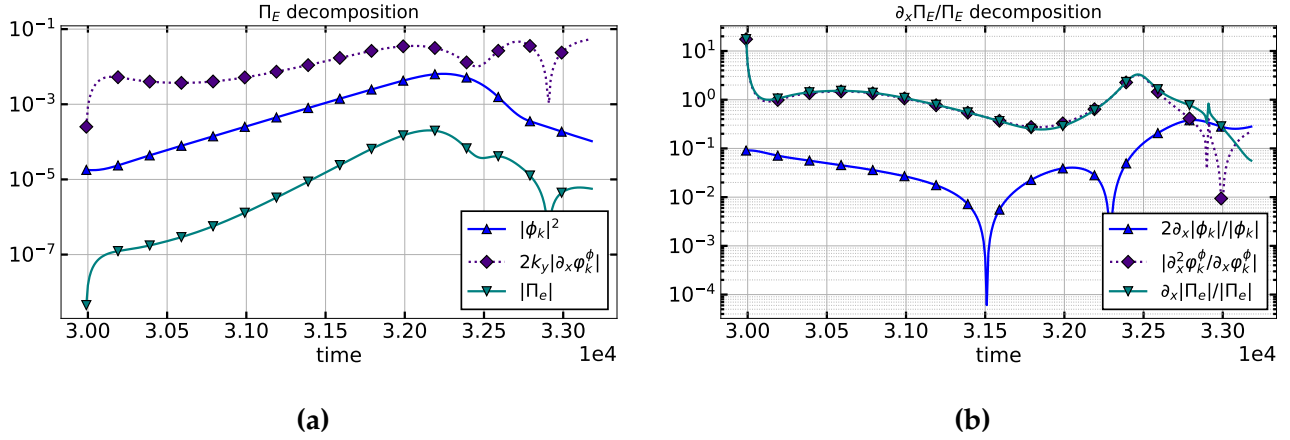 Π_E decomposition
10^−1
10^−3
10^−5
10^−7
|ϕ_k|^2
2k_y|∂_xφ_k^ϕ|
|Π_e|
3.00 3.05 3.10 3.15 3.20 3.25 3.30
time 1e4
(a)
∂_xΠ_E/Π_E decomposition
10^1
10^0
10^−1
10^−2
10^−3
10^−4
2∂_x|ϕ_k|/|ϕ_k|
|∂_x^2φ_k^ϕ/∂_xφ_k^ϕ|
∂_x|Π_e|/|Π_e|
3.00 3.05 3.10 3.15 3.20 3.25 3.30
time 1e4
(b)